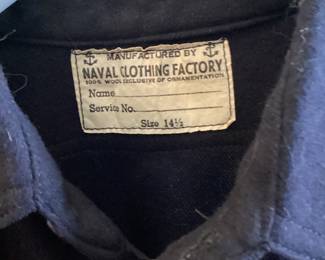 MANUFACTURED BY
NAVAL CLOTHING FACTORY
100% WOOL EXCLUSIVE OF ORNAMENTATION
Name
Service No.
Size 14½